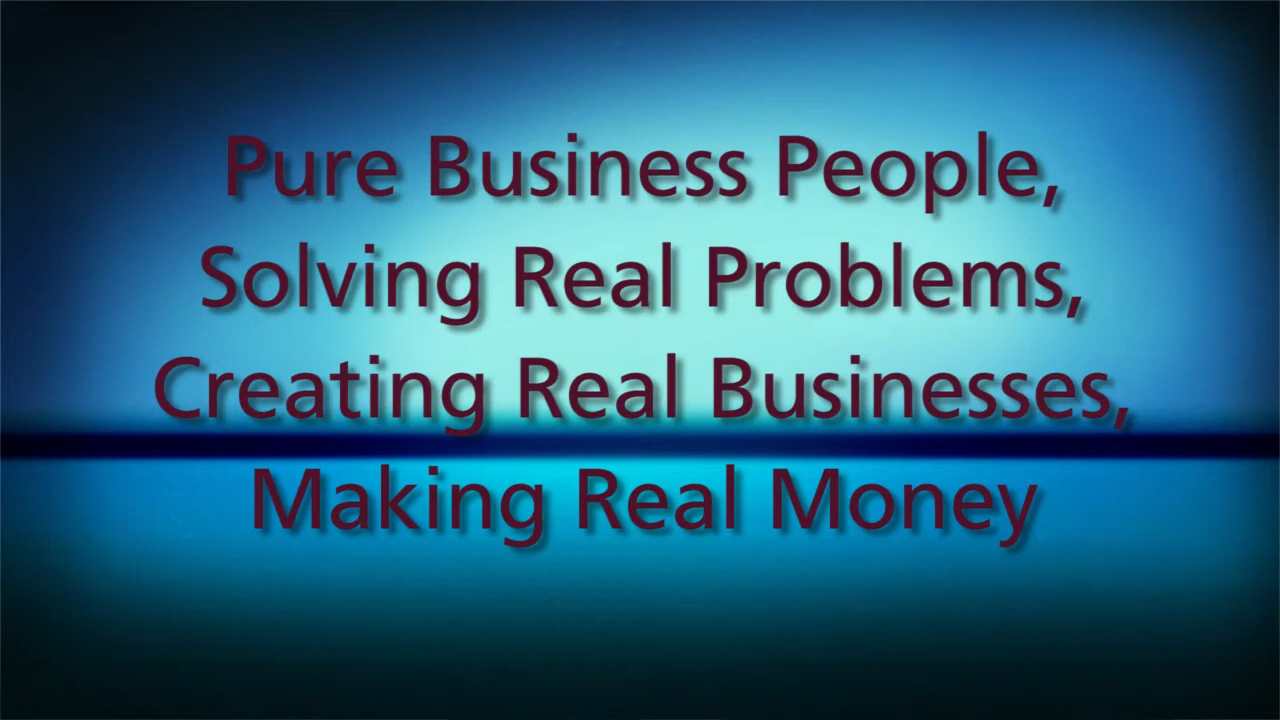 Pure Business People,
Solving Real Problems,
Creating Real Businesses,
Making Real Money